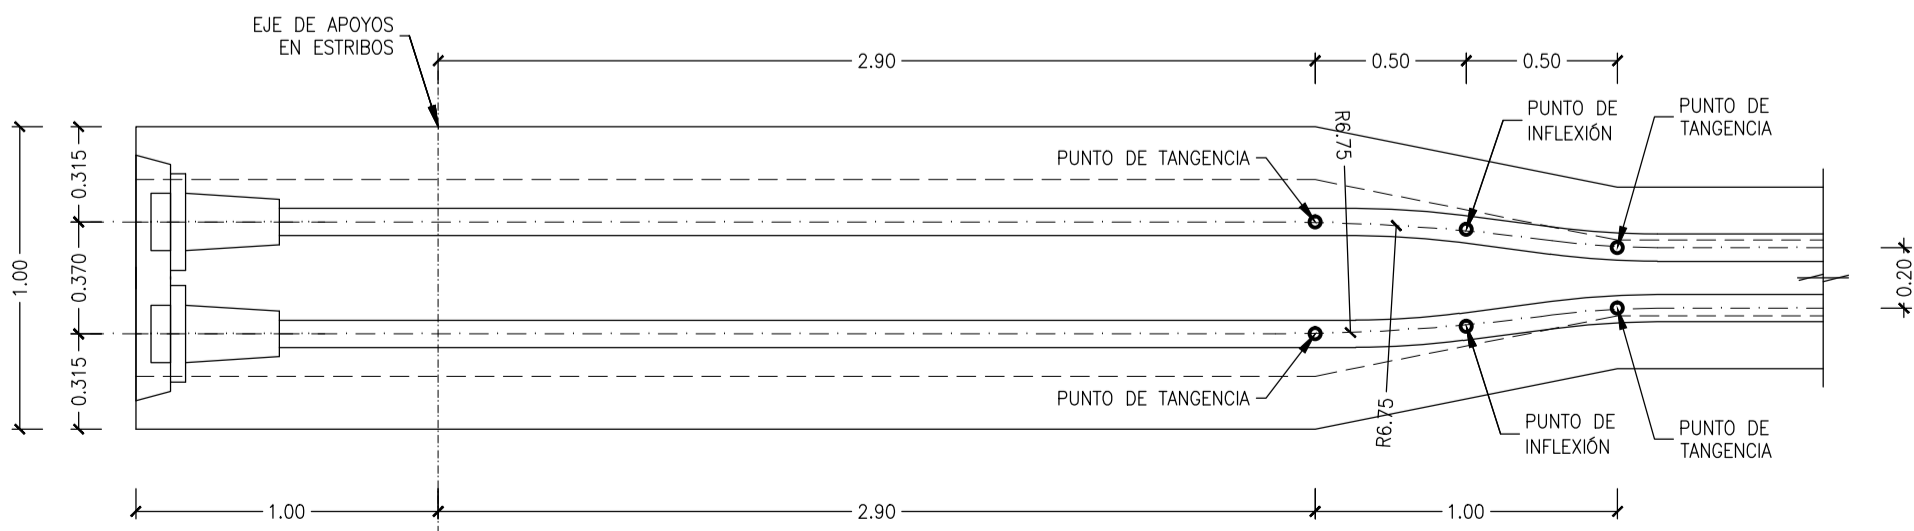 EJE DE APOYOS
EN ESTRIBOS
2.90
0.50
0.50
PUNTO DE
INFLEXIÓN
PUNTO DE
TANGENCIA
PUNTO DE TANGENCIA
R6.75
0.315
0.370
0.315
1.00
0.20
PUNTO DE TANGENCIA
R6.75
PUNTO DE
INFLEXIÓN
PUNTO DE
TANGENCIA
1.00
2.90
1.00